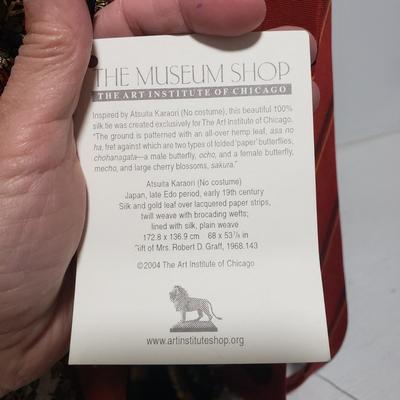 THE MUSEUM SHOP
THE ART INSTITUTE OF CHICAGO
Inspired by Atsuita Karaori (No costume), this beautiful 100%
silk tie was created exclusively for The Art Institute of Chicago.
"The ground is patterned with an all-over hemp leaf, asa no
ha, fret against which are two types of folded 'paper' butterflies,
chohanagata—a male butterfly, ocho, and a female butterfly,
mecho, and large cherry blossoms, sakura."
Atsuita Karaori (No costume)
Japan, late Edo period, early 19th century
Silk and gold leaf over lacquered paper strips,
twill weave with brocading wefts;
lined with silk, plain weave
172.8 x 136.9 cm 68 x 53⅞ in
Gift of Mrs. Robert D. Graff, 1968.143
©2004 The Art Institute of Chicago
www.artinstituteshop.org